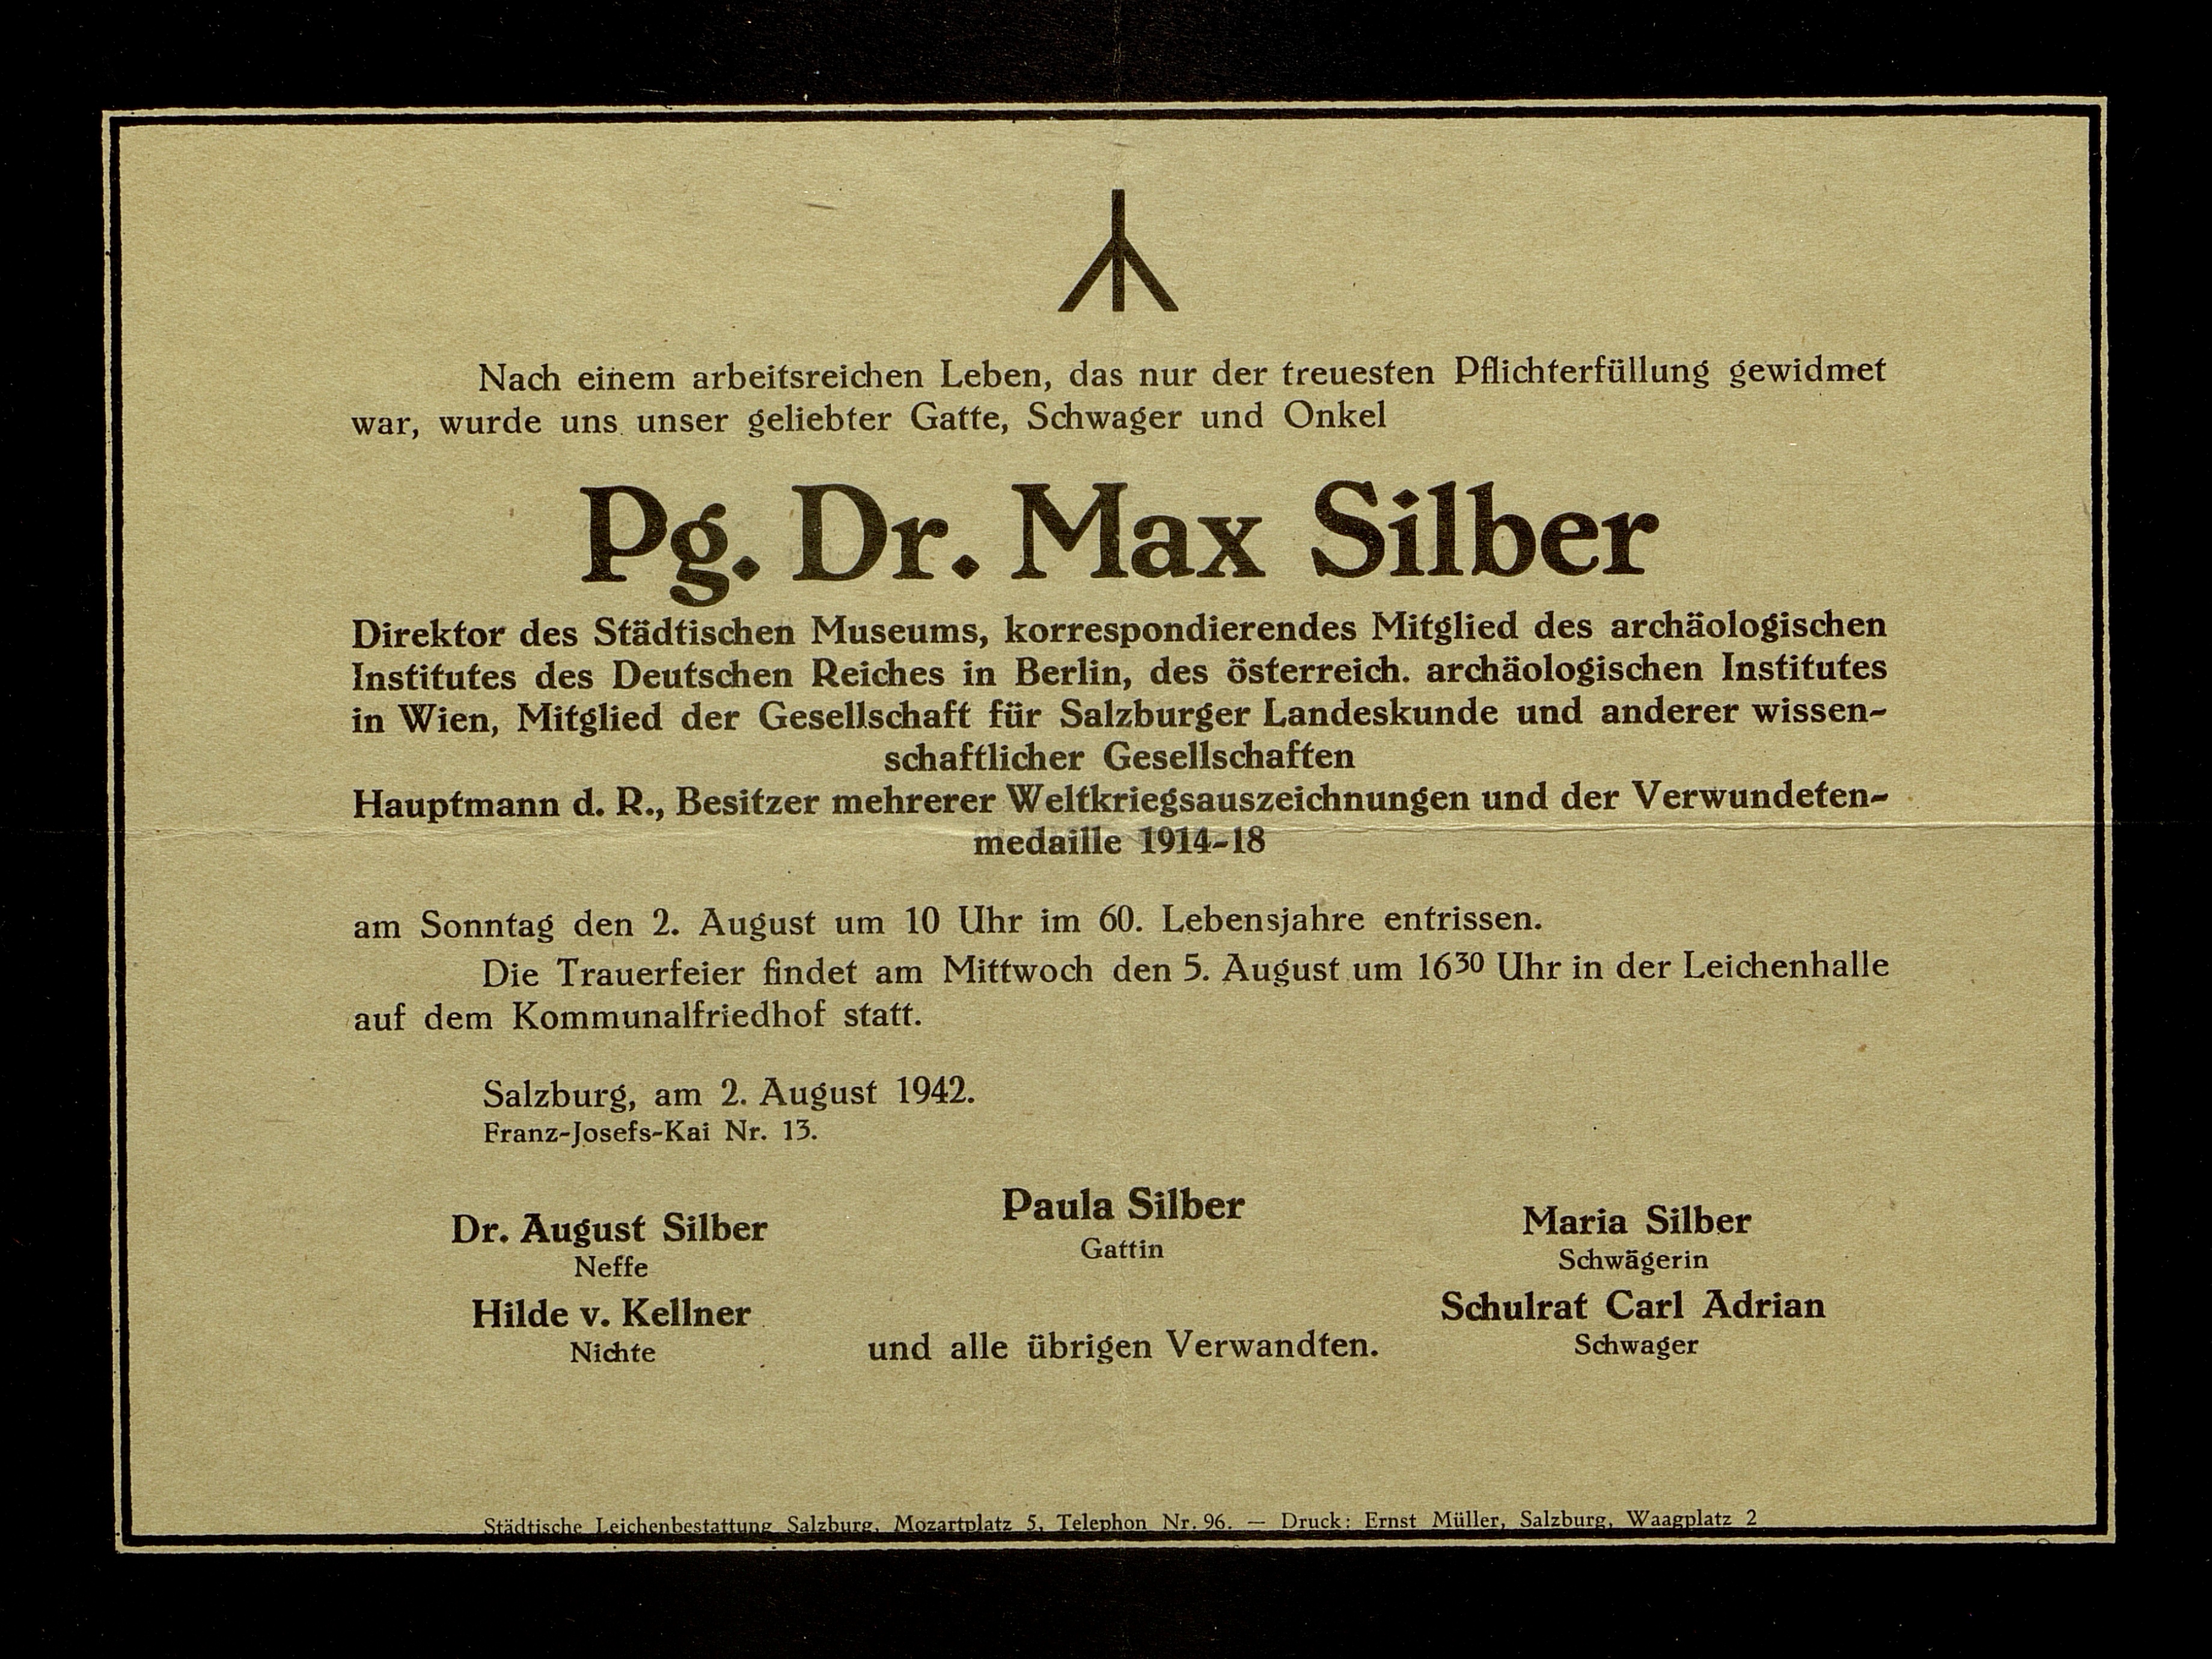 Nach einem arbeitsreichen Leben, das nur der treuesten Pflichterfüllung gewidmet
war, wurde uns unser geliebter Gatte, Schwager und Onkel
Pg. Dr. Max Silber
Direktor des Städtischen Museums, korrespondierendes Mitglied des archäologischen
Institutes des Deutschen Reiches in Berlin, des österreich. archäologischen Institutes
in Wien, Mitglied der Gesellschaft für Salzburger Landeskunde und anderer wissen-
schaftlicher Gesellschaften
Hauptmann d. R., Besitzer mehrerer Weltkriegsauszeichnungen und der Verwundeten-
medaille 1914-18
am Sonntag den 2. August um 10 Uhr im 60. Lebensjahre entrissen.
Die Trauerfeier findet am Mittwoch den 5. August um 16³⁰ Uhr in der Leichenhalle
auf dem Kommunalfriedhof statt.
Salzburg, am 2. August 1942.
Franz-Josefs-Kai Nr. 13.
Paula Silber
Gattin
Dr. August Silber
Neffe
Maria Silber
Schwägerin
Hilde v. Kellner
Nichte
Schulrat Carl Adrian
Schwager
und alle übrigen Verwandten.
Städtische Leichenbestattung Salzburg, Mozartplatz 5, Telephon Nr. 96. — Druck: Ernst Müller, Salzburg, Waagplatz 2